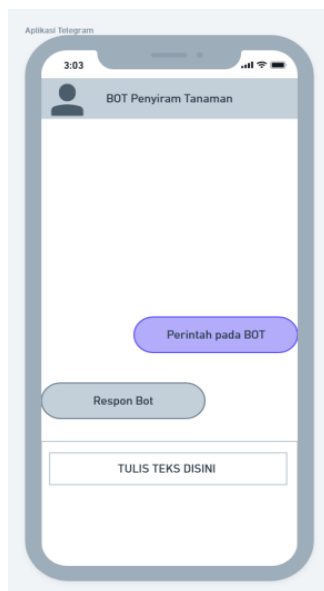 Aplikasi Telegram
3:03
BOT Penyiram Tanaman
Perintah pada BOT
Respon Bot
TULIS TEKS DISINI